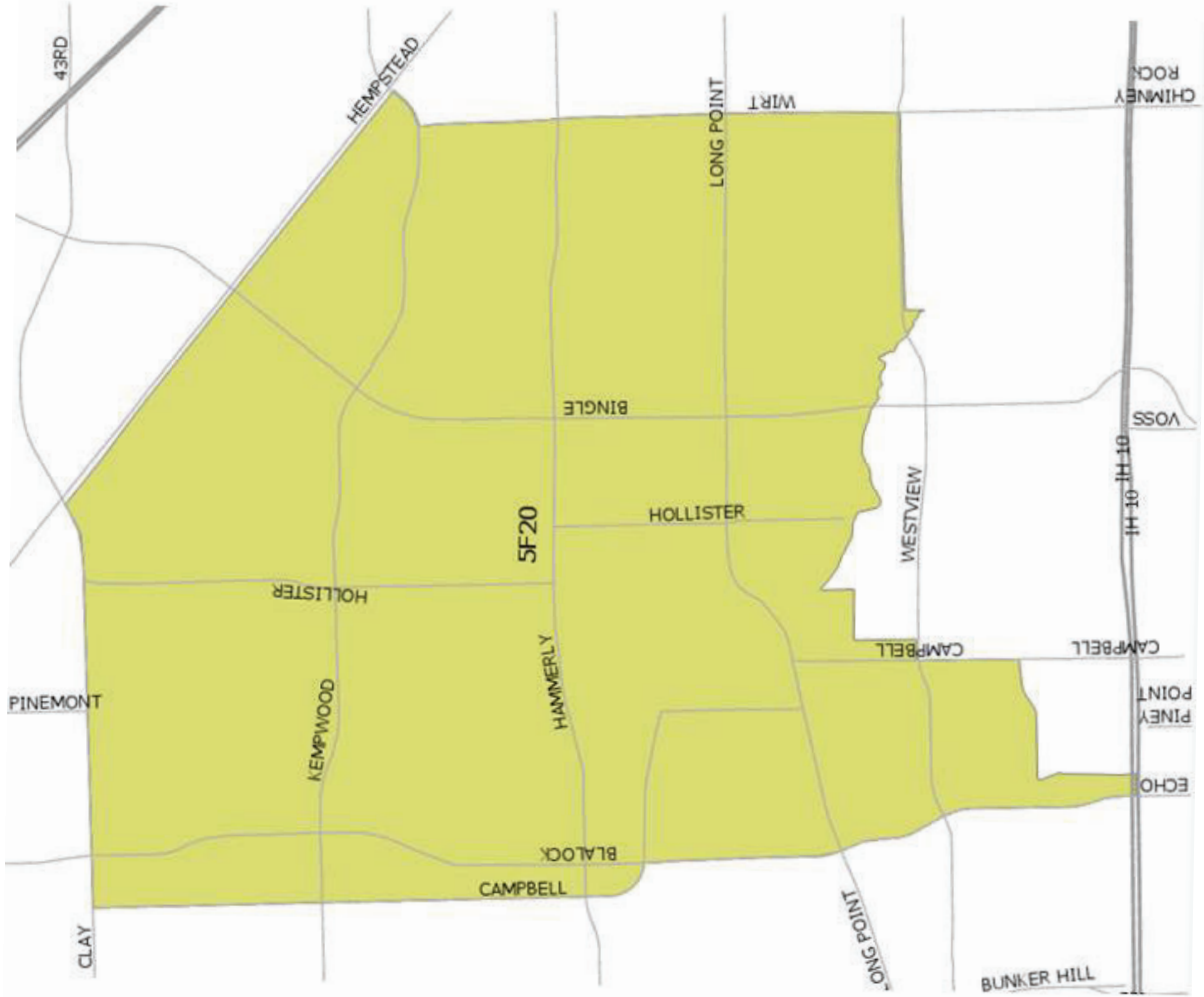 43RD
HEMPSTEAD
LONG POINT
WIRT
ROCK
CHIMNEY
BINGLE
VOSS
IH 10
IH 10
5F20
HOLLISTER
WESTVIEW
HOLLISTER
HAMMERLY
CAMPBELL
CAMPBELL
PINEMONT
KEMPWOOD
POINT
PINEY
ECHO
BLALOCK
CAMPBELL
CLAY
LONG POINT
BUNKER HILL